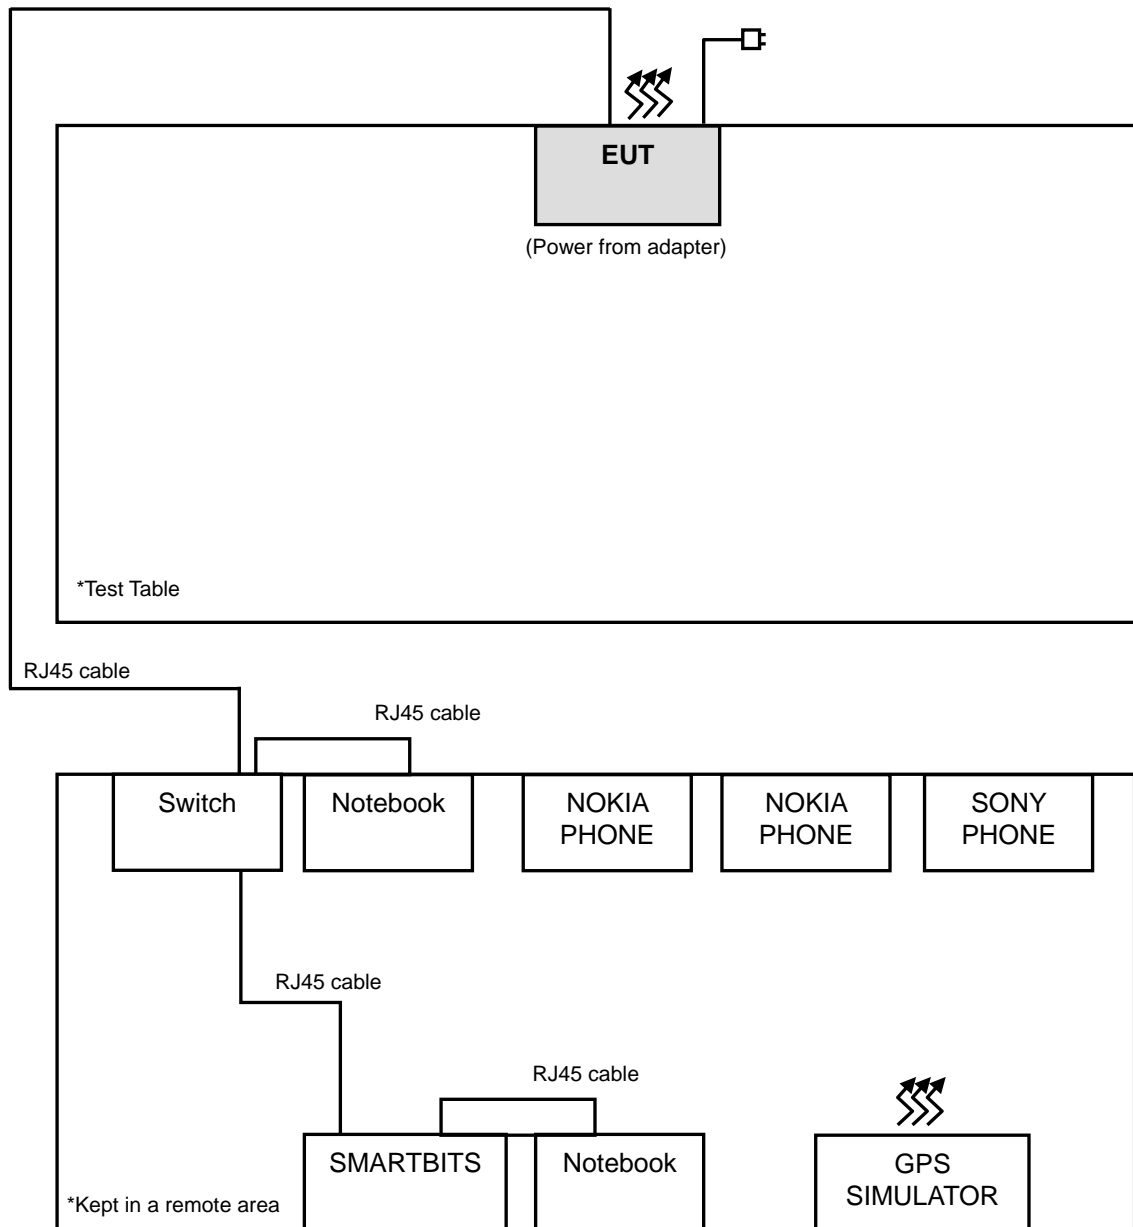 EUT
(Power from adapter)
*Test Table
RJ45 cable
RJ45 cable
Switch
Notebook
NOKIA
PHONE
NOKIA
PHONE
SONY
PHONE
RJ45 cable
RJ45 cable
SMARTBITS
Notebook
GPS
SIMULATOR
*Kept in a remote area